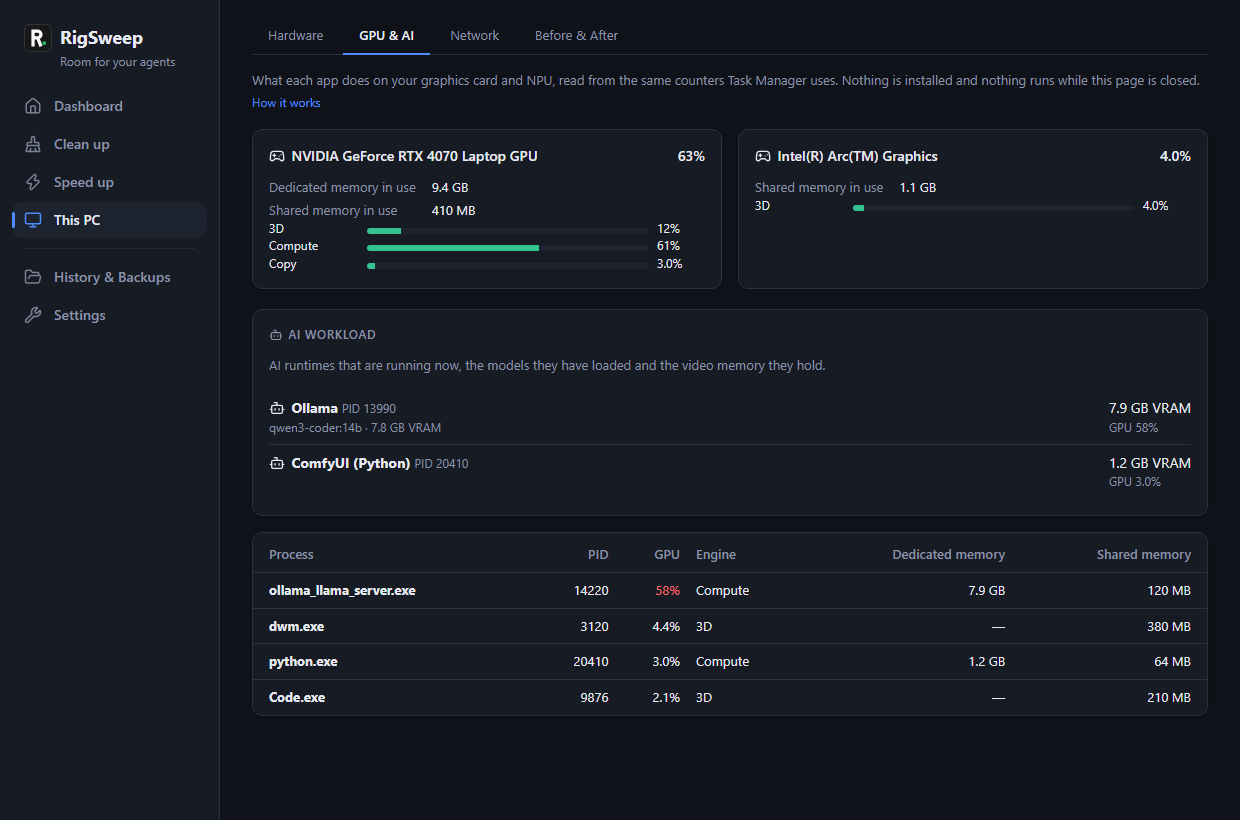 R.
RigSweep
Room for your agents
Dashboard
Clean up
Speed up
This PC
History & Backups
Settings
Hardware
GPU & AI
Network
Before & After
What each app does on your graphics card and NPU, read from the same counters Task Manager uses. Nothing is installed and nothing runs while this page is closed.
How it works
NVIDIA GeForce RTX 4070 Laptop GPU 63%
Dedicated memory in use 9.4 GB
Shared memory in use 410 MB
3D 12%
Compute 61%
Copy 3.0%
Intel(R) Arc(TM) Graphics 4.0%
Shared memory in use 1.1 GB
3D 4.0%
AI WORKLOAD
AI runtimes that are running now, the models they have loaded and the video memory they hold.
Ollama PID 13990 7.9 GB VRAM
qwen3-coder:14b · 7.8 GB VRAM GPU 58%
ComfyUI (Python) PID 20410 1.2 GB VRAM
GPU 3.0%
Process PID GPU Engine Dedicated memory Shared memory
ollama_llama_server.exe 14220 58% Compute 7.9 GB 120 MB
dwm.exe 3120 4.4% 3D — 380 MB
python.exe 20410 3.0% Compute 1.2 GB 64 MB
Code.exe 9876 2.1% 3D — 210 MB